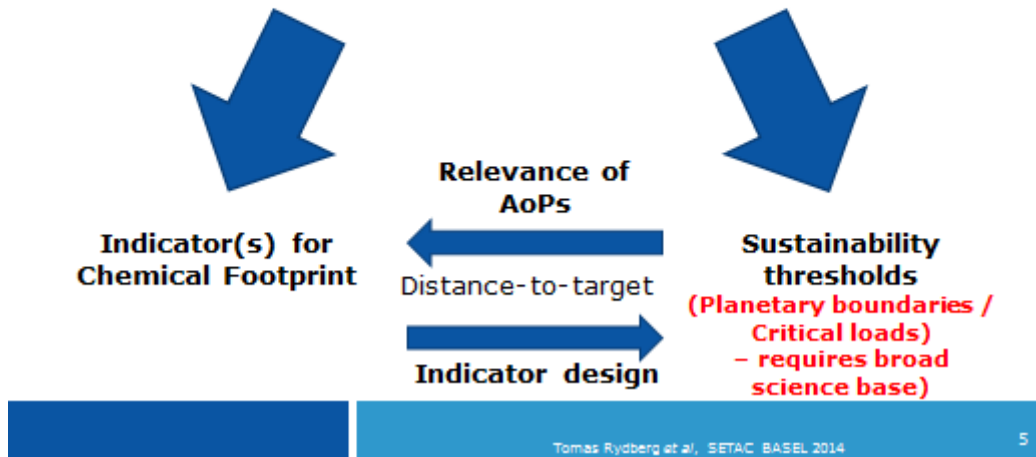 Relevance of
AoPs
Indicator(s) for
Chemical Footprint
Distance-to-target
Indicator design
Sustainability
thresholds
(Planetary boundaries /
Critical loads)
– requires broad
science base)
Tomas Rydberg et al, SETAC BASEL 2014
5